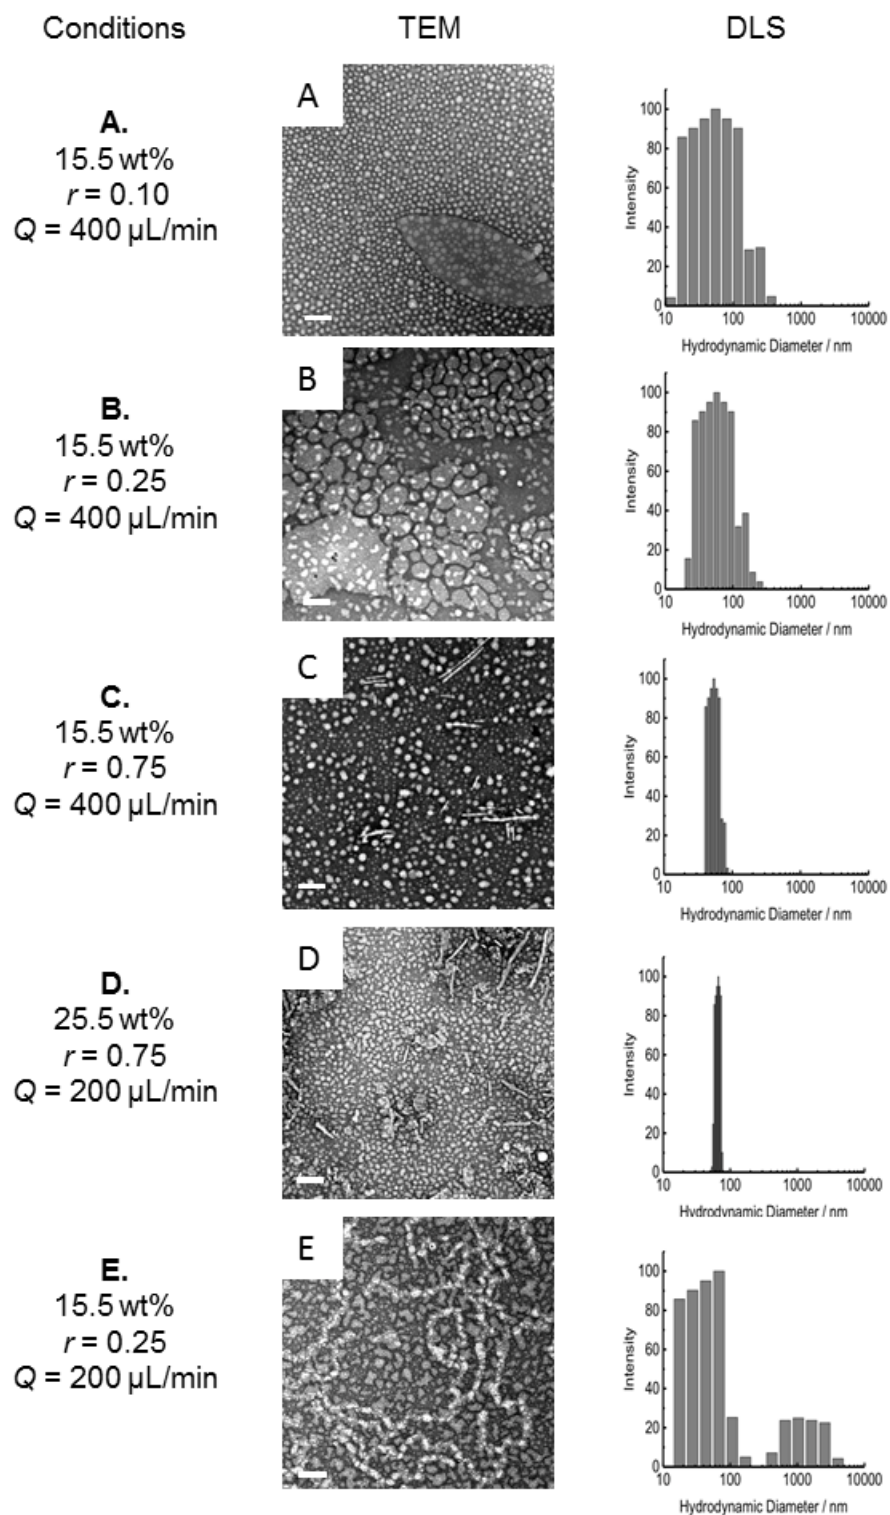 Conditions TEM DLS
A.
15.5 wt%
r = 0.10
Q = 400 µL/min
A
Intensity
100
80
60
40
20
0
10 100 1000 10000
Hydrodynamic Diameter / nm
B.
15.5 wt%
r = 0.25
Q = 400 µL/min
B
Intensity
100
80
60
40
20
0
10 100 1000 10000
Hydrodynamic Diameter / nm
C.
15.5 wt%
r = 0.75
Q = 400 µL/min
C
Intensity
100
80
60
40
20
0
10 100 1000 10000
Hydrodynamic Diameter / nm
D.
25.5 wt%
r = 0.75
Q = 200 µL/min
D
Intensity
100
80
60
40
20
0
10 100 1000 10000
Hydrodynamic Diameter / nm
E.
15.5 wt%
r = 0.25
Q = 200 µL/min
E
Intensity
100
80
60
40
20
0
10 100 1000 10000
Hydrodynamic Diameter / nm